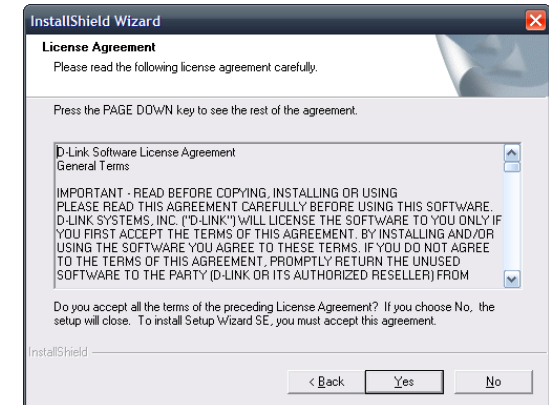 InstallShield Wizard
License Agreement
Please read the following license agreement carefully.
Press the PAGE DOWN key to see the rest of the agreement.
D-Link Software License Agreement
General Terms
IMPORTANT - READ BEFORE COPYING, INSTALLING OR USING
PLEASE READ THIS AGREEMENT CAREFULLY BEFORE USING THIS SOFTWARE.
D-LINK SYSTEMS, INC. ("D-LINK") WILL LICENSE THE SOFTWARE TO YOU ONLY IF
YOU FIRST ACCEPT THE TERMS OF THIS AGREEMENT. BY INSTALLING AND/OR
USING THE SOFTWARE YOU AGREE TO THESE TERMS. IF YOU DO NOT AGREE
TO THE TERMS OF THIS AGREEMENT, PROMPTLY RETURN THE UNUSED
SOFTWARE TO THE PARTY (D-LINK OR ITS AUTHORIZED RESELLER) FROM
Do you accept all the terms of the preceding License Agreement? If you choose No, the
setup will close. To install Setup Wizard SE, you must accept this agreement.
InstallShield
< Back Yes No